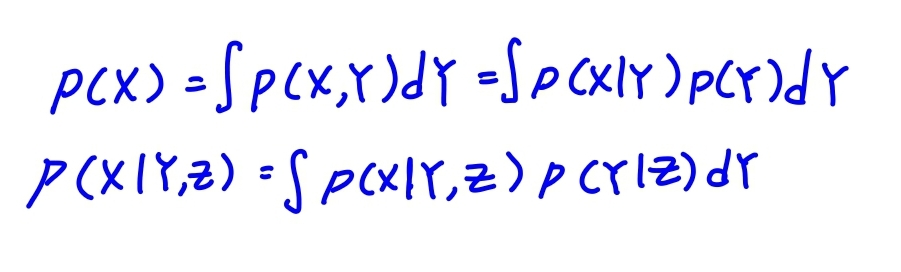 p(X) = ∫p(X,Y)dY = ∫p(X|Y)p(Y)dY
p(X|Y,z) = ∫p(X|Y,z)p(Y|z)dY